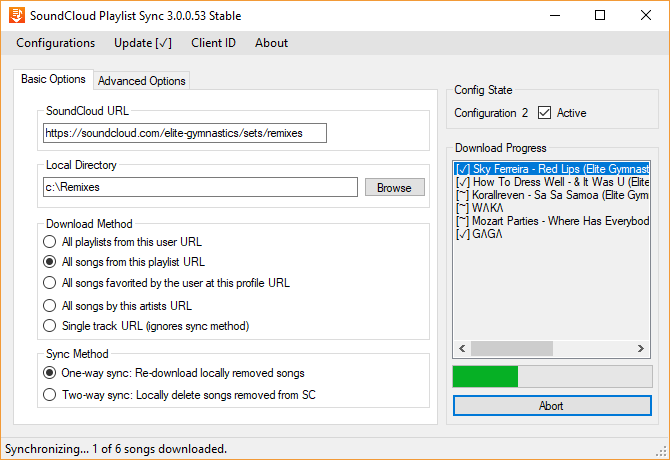 SoundCloud Playlist Sync 3.0.0.53 Stable
Configurations Update [✓] Client ID About
Basic Options Advanced Options
SoundCloud URL
https://soundcloud.com/elite-gymnastics/sets/remixes
Local Directory
c:\Remixes Browse
Download Method
All playlists from this user URL
All songs from this playlist URL
All songs favorited by the user at this profile URL
All songs by this artists URL
Single track URL (ignores sync method)
Sync Method
One-way sync: Re-download locally removed songs
Two-way sync: Locally delete songs removed from SC
Config State
Configuration 2 Active
Download Progress
[✓] Sky Ferreira - Red Lips (Elite Gymnast
[✓] How To Dress Well - & It Was U (Elite
[~] Korallreven - Sa Sa Samoa (Elite Gym
[~] WΛKΛ
[~] Mozart Parties - Where Has Everybod
[✓] GΛGΛ
Abort
Synchronizing... 1 of 6 songs downloaded.